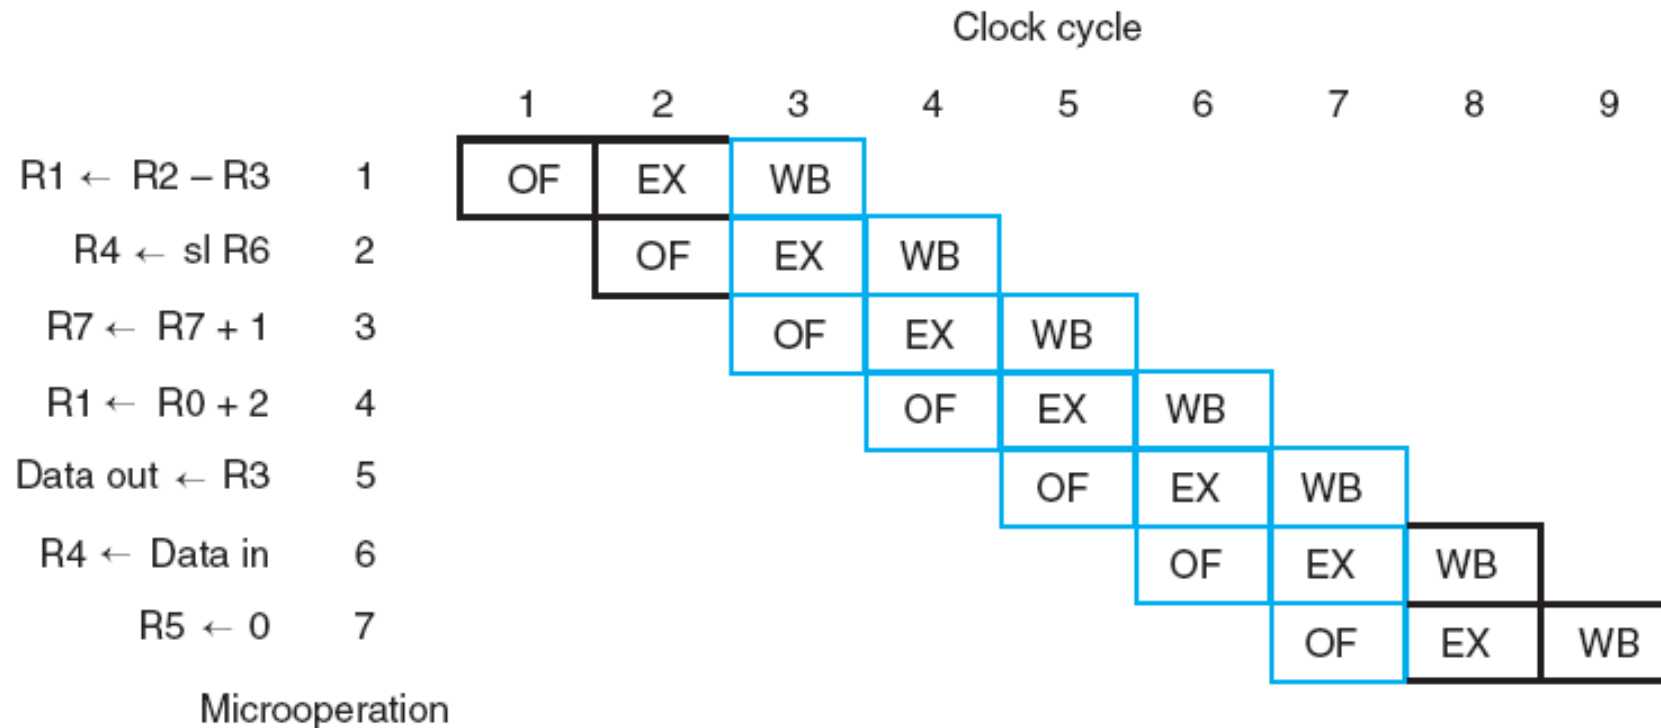 Clock cycle
1 2 3 4 5 6 7 8 9
R1 ← R2 – R3 1 OF EX WB
R4 ← sl R6 2 OF EX WB
R7 ← R7 + 1 3 OF EX WB
R1 ← R0 + 2 4 OF EX WB
Data out ← R3 5 OF EX WB
R4 ← Data in 6 OF EX WB
R5 ← 0 7 OF EX WB
Microoperation